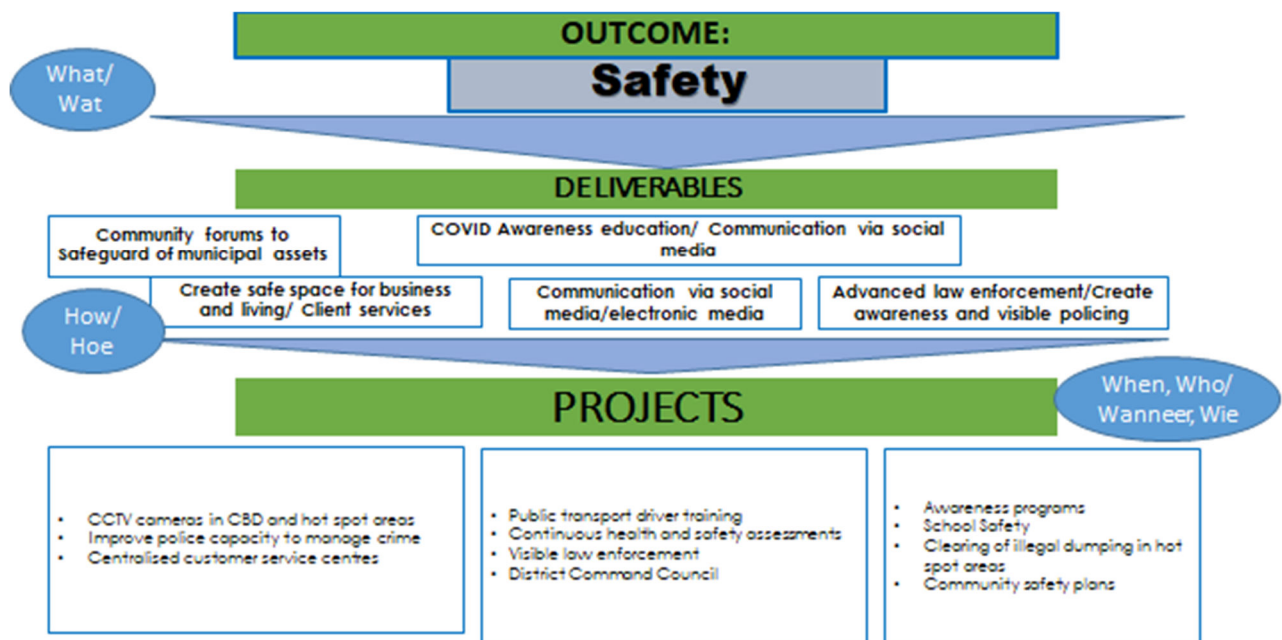 OUTCOME:
Safety
What/
Wat
DELIVERABLES
Community forums to
Safeguard of municipal assets
COVID Awareness education/ Communication via social
media
Create safe space for business
and living/ Client services
Communication via social
media/electronic media
Advanced law enforcement/Create
awareness and visible policing
How/
Hoe
PROJECTS
When, Who/
Wanneer, Wie
• CCTV cameras in CBD and hot spot areas
• Improve police capacity to manage crime
• Centralised customer service centres
• Public transport driver training
• Continuous health and safety assessments
• Visible law enforcement
• District Command Council
• Awareness programs
• School Safety
• Clearing of illegal dumping in hot
spot areas
• Community safety plans